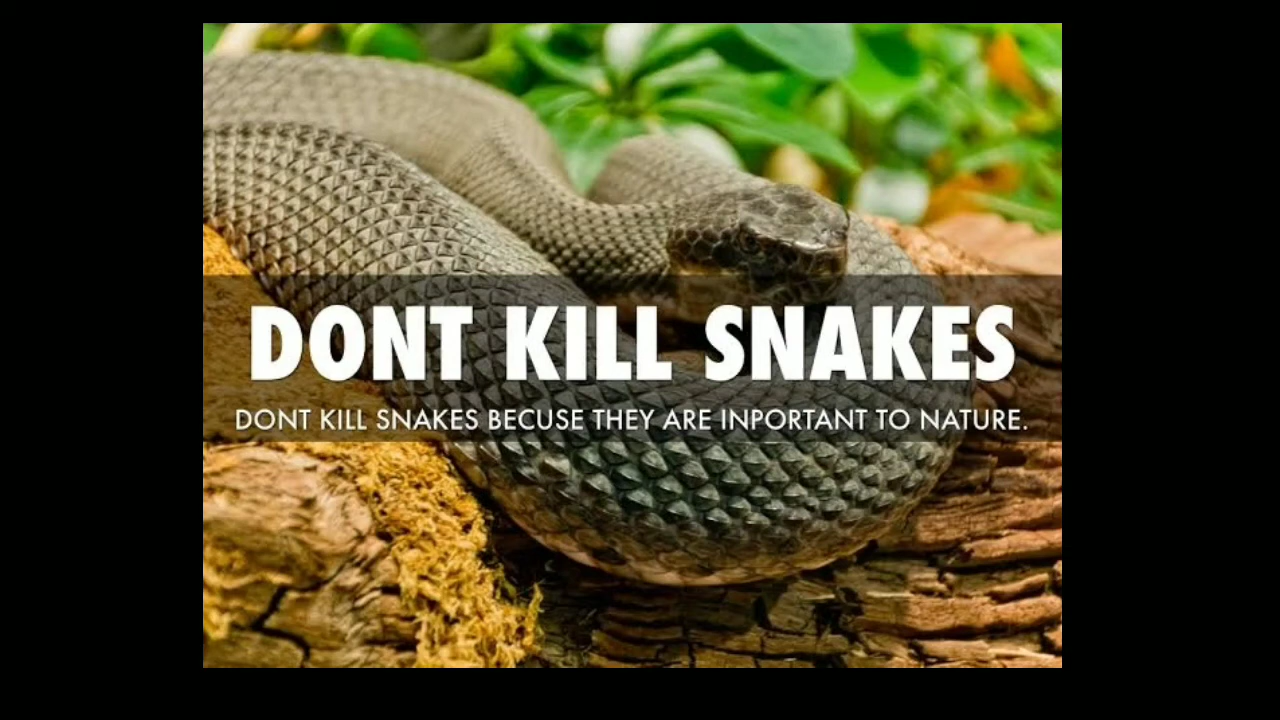 DONT KILL SNAKES
DONT KILL SNAKES BECUSE THEY ARE INPORTANT TO NATURE.